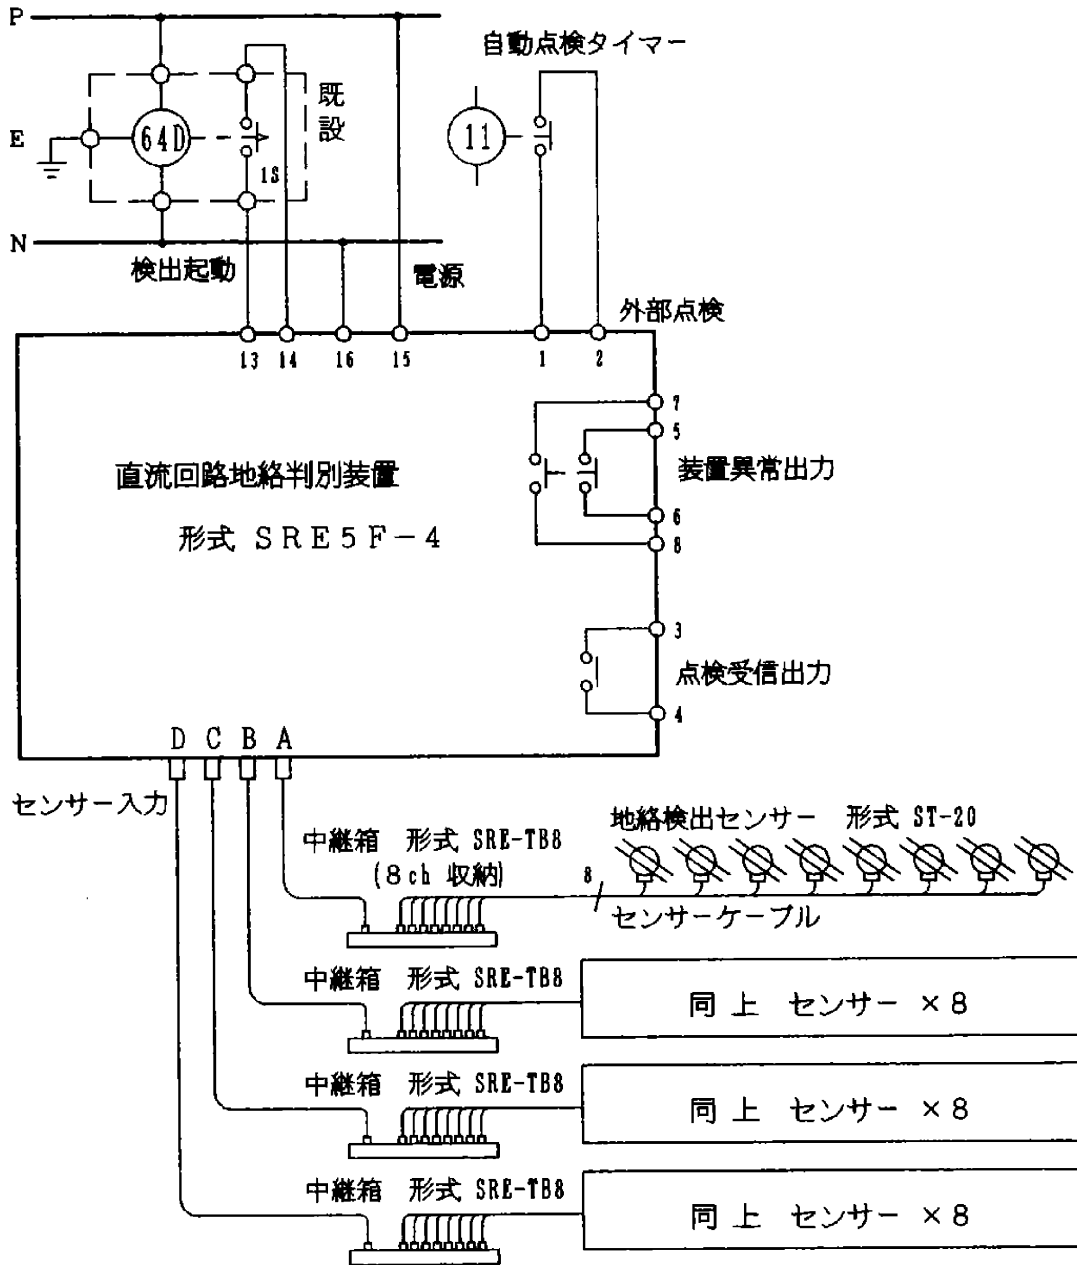 P
自動点検タイマー
既設
E
64D
11
1S
N
検出起動
電源
外部点検
13 14 16 15 1 2
7
5
直流回路地絡判別装置
装置異常出力
形式 SRE5F-4
6
8
3
点検受信出力
4
D C B A
センサー入力
地絡検出センサー 形式 ST-20
中継箱 形式 SRE-TB8
(8ch 収納)
8
センサーケーブル
中継箱 形式 SRE-TB8
同上 センサー ×8
中継箱 形式 SRE-TB8
同上 センサー ×8
中継箱 形式 SRE-TB8
同上 センサー ×8